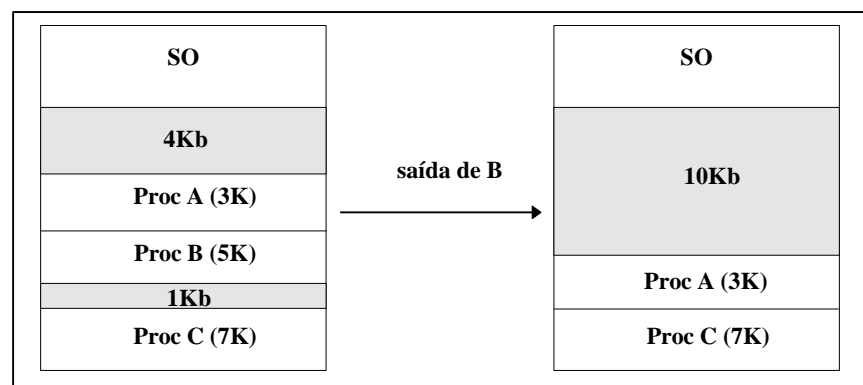 SO
4Kb
Proc A (3K)
Proc B (5K)
1Kb
Proc C (7K)
saída de B
SO
10Kb
Proc A (3K)
Proc C (7K)